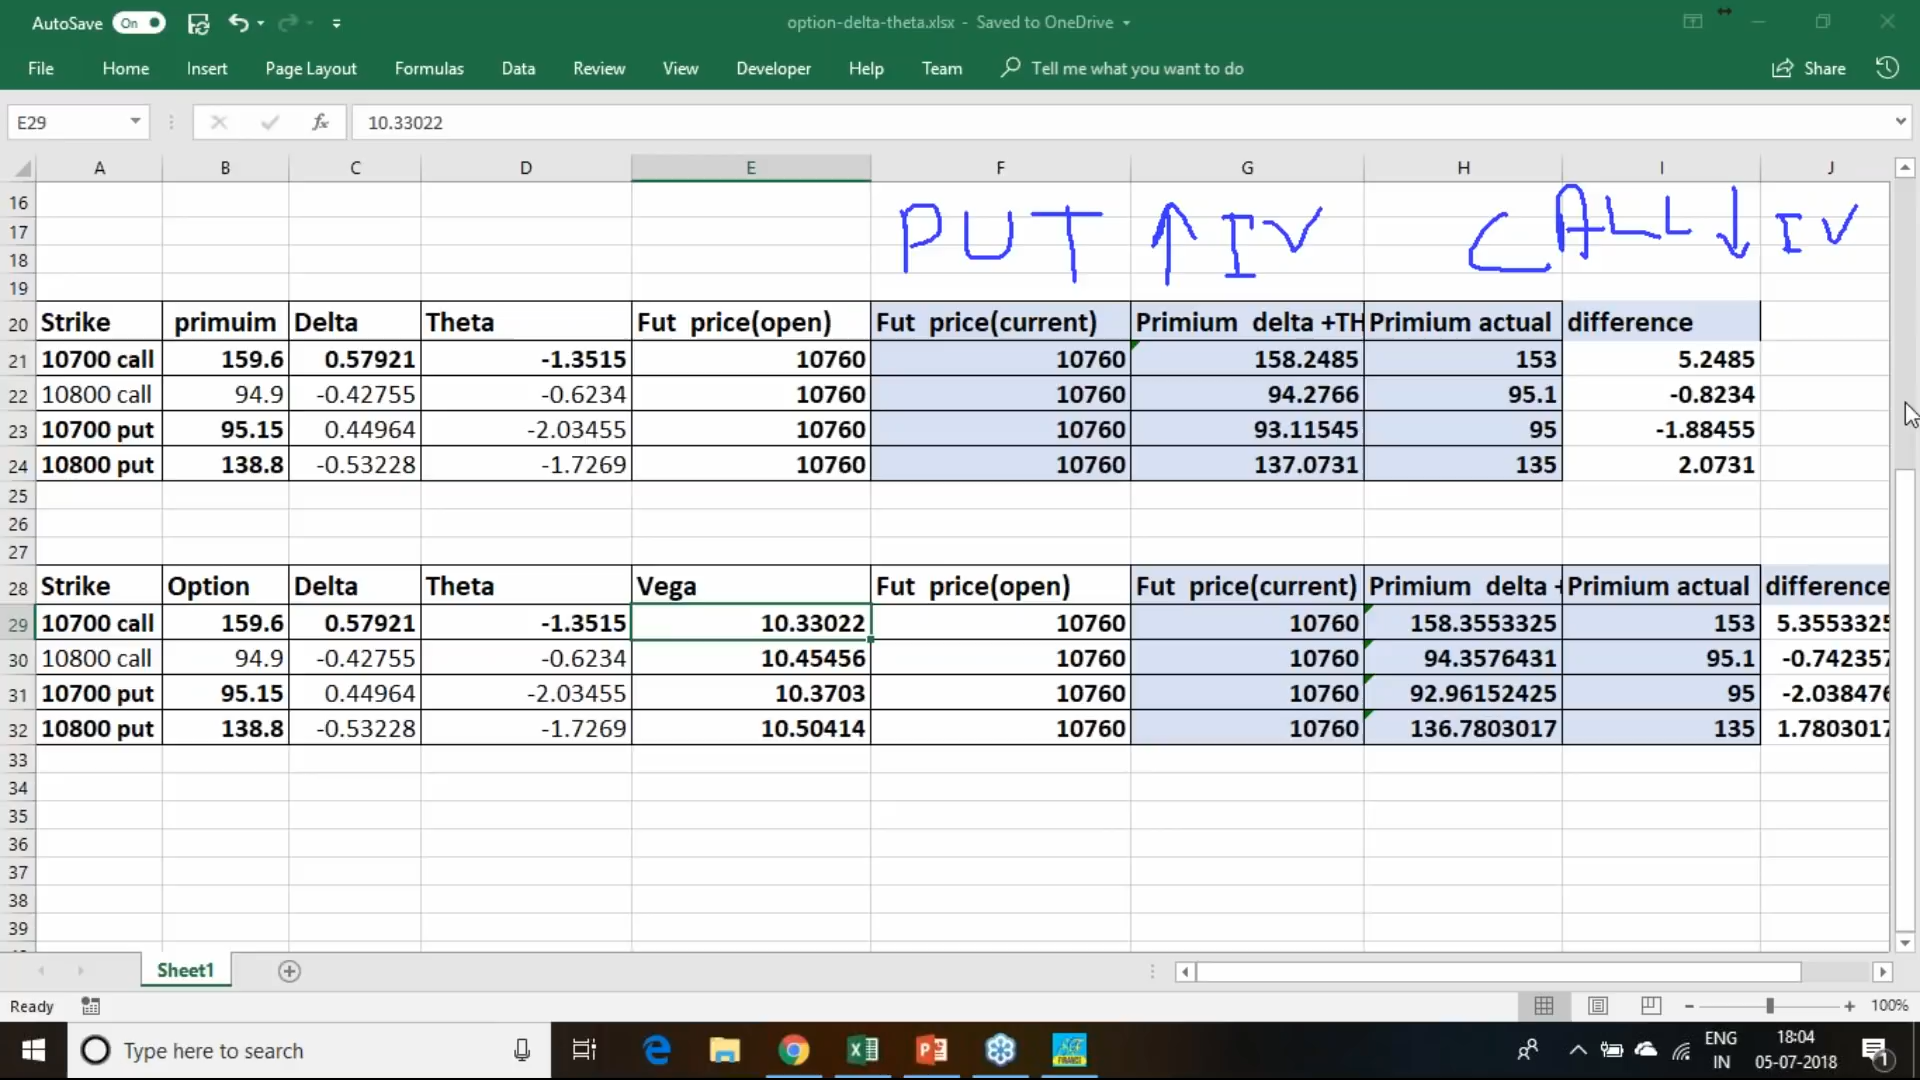 AutoSave On option-delta-theta.xlsx - Saved to OneDrive
File Home Insert Page Layout Formulas Data Review View Developer Help Team Tell me what you want to do Share
E29 fx 10.33022
A B C D E F G H I J
16
17 PUT ↑ IV CALL ↓ IV
18
19
20 Strike primuim Delta Theta Fut price(open) Fut price(current) Primium delta +TH Primium actual difference
21 10700 call 159.6 0.57921 -1.3515 10760 10760 158.2485 153 5.2485
22 10800 call 94.9 -0.42755 -0.6234 10760 10760 94.2766 95.1 -0.8234
23 10700 put 95.15 0.44964 -2.03455 10760 10760 93.11545 95 -1.88455
24 10800 put 138.8 -0.53228 -1.7269 10760 10760 137.0731 135 2.0731
25
26
27
28 Strike Option Delta Theta Vega Fut price(open) Fut price(current) Primium delta + Primium actual difference
29 10700 call 159.6 0.57921 -1.3515 10.33022 10760 10760 158.3553325 153 5.3553325
30 10800 call 94.9 -0.42755 -0.6234 10.45456 10760 10760 94.3576431 95.1 -0.742357
31 10700 put 95.15 0.44964 -2.03455 10.3703 10760 10760 92.96152425 95 -2.038476
32 10800 put 138.8 -0.53228 -1.7269 10.50414 10760 10760 136.7803017 135 1.7803017
33
34
35
36
37
38
39
Sheet1
Ready 100%
Type here to search ENG 18:04
IN 05-07-2018 1